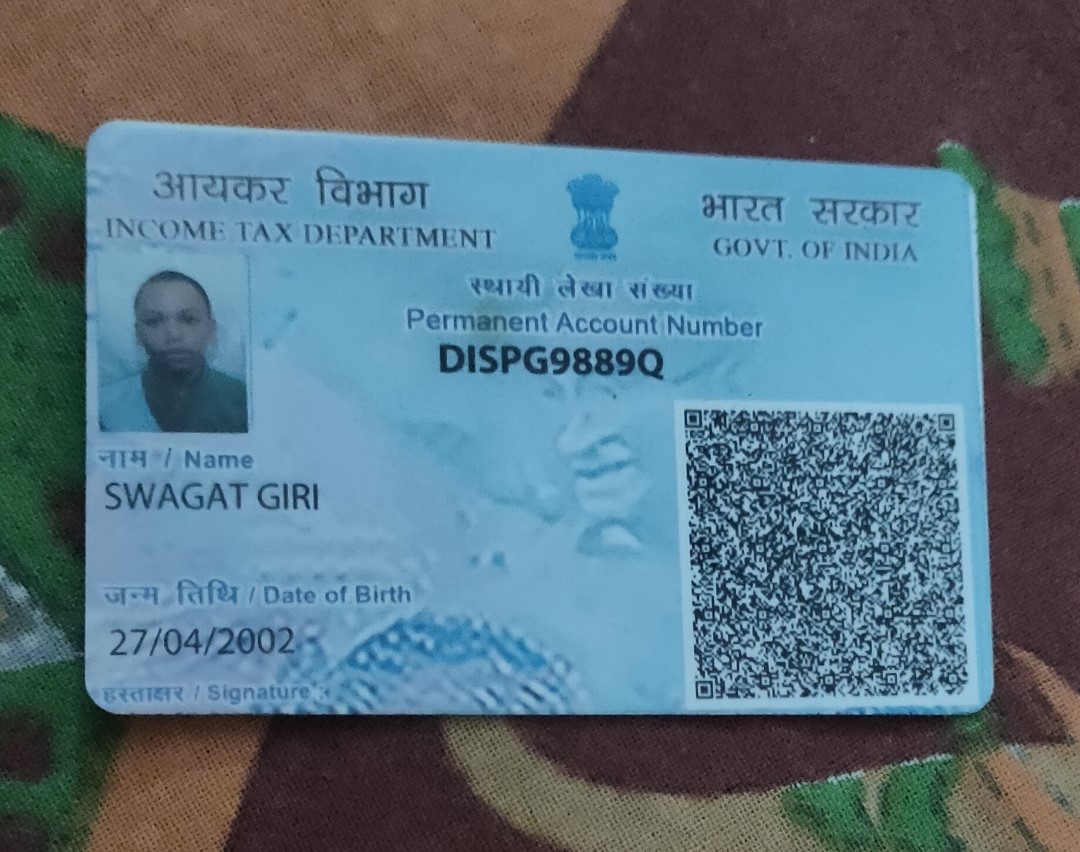 आयकर विभाग
INCOME TAX DEPARTMENT
भारत सरकार
GOVT. OF INDIA
स्थायी लेखा संख्या
Permanent Account Number
DISPG9889Q
नाम / Name
SWAGAT GIRI
जन्म तिथि / Date of Birth
27/04/2002
हस्ताक्षर / Signature